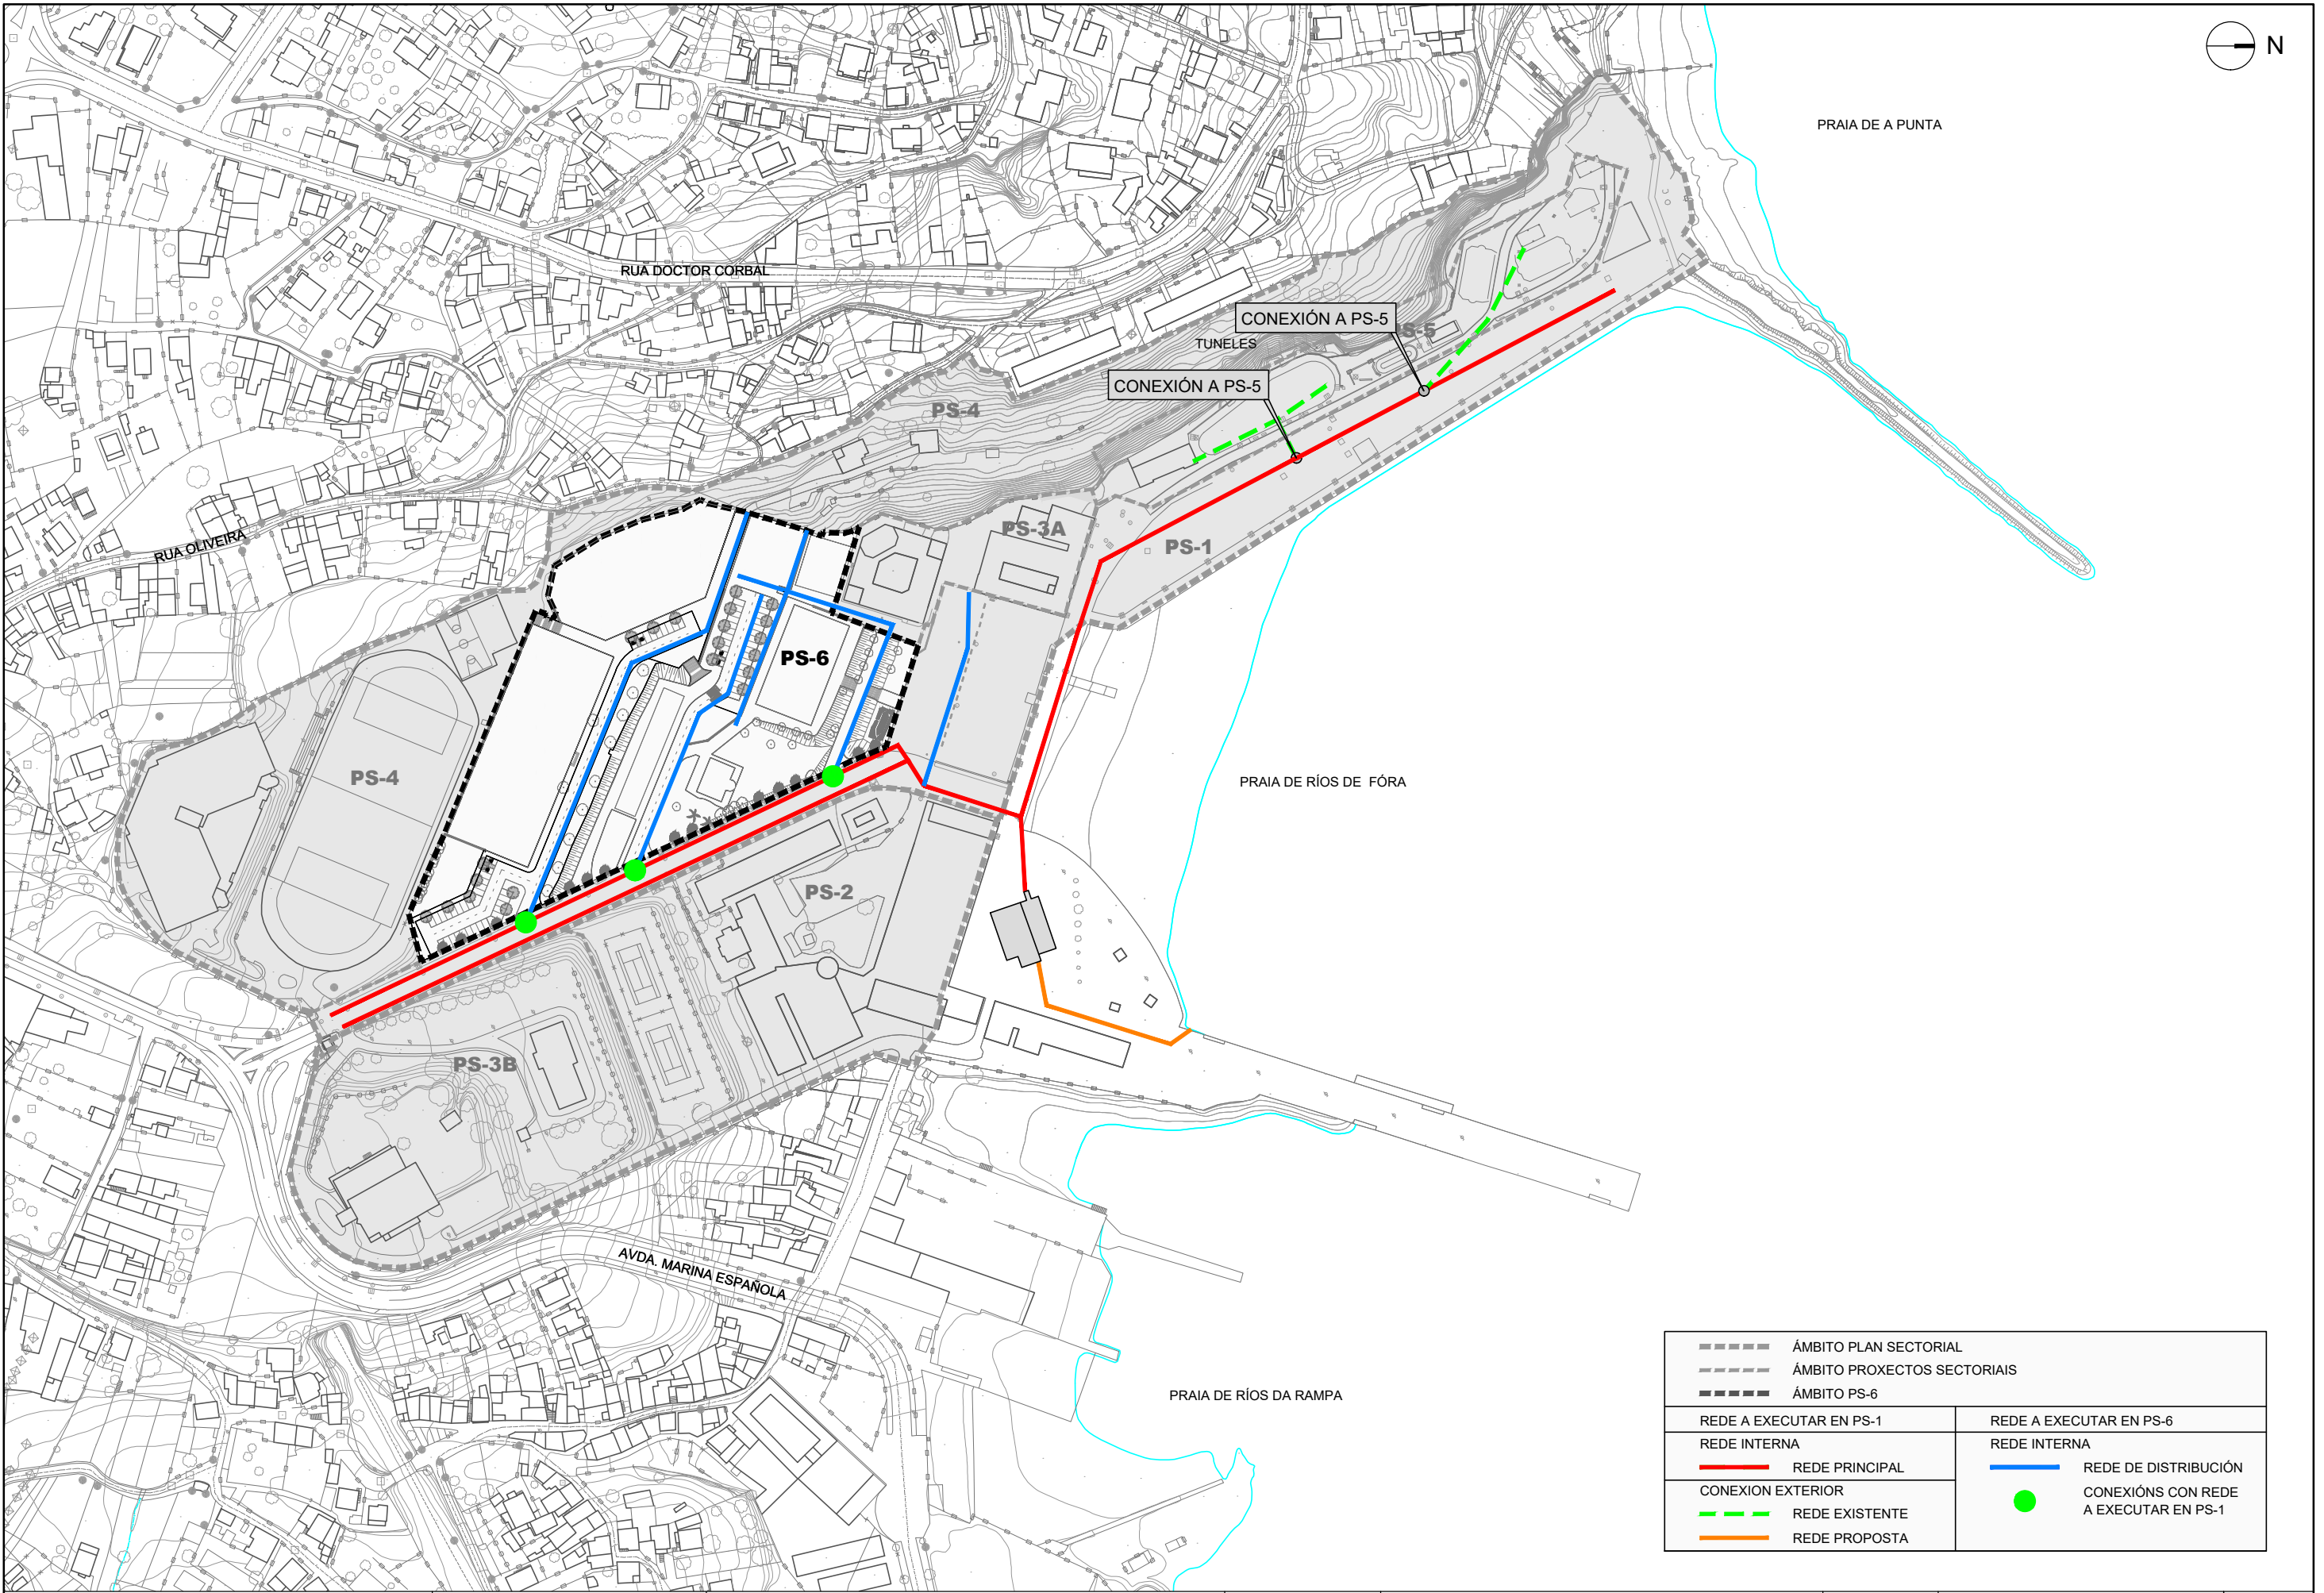 N
PRAIA DE A PUNTA
RUA DOCTOR CORBAL
CONEXIÓN A PS-5
S-5
TUNELES
CONEXIÓN A PS-5
PS-4
PS-3A
PS-1
RUA OLIVEIRA
PS-6
PS-4
PRAIA DE RÍOS DE FÓRA
PS-2
PS-3B
AVDA. MARINA ESPAÑOLA
PRAIA DE RÍOS DA RAMPA
ÁMBITO PLAN SECTORIAL
ÁMBITO PROXECTOS SECTORIAIS
ÁMBITO PS-6
REDE A EXECUTAR EN PS-1
REDE INTERNA
REDE PRINCIPAL
CONEXION EXTERIOR
REDE EXISTENTE
REDE PROPOSTA
REDE A EXECUTAR EN PS-6
REDE INTERNA
REDE DE DISTRIBUCIÓN
CONEXIÓNS CON REDE
A EXECUTAR EN PS-1